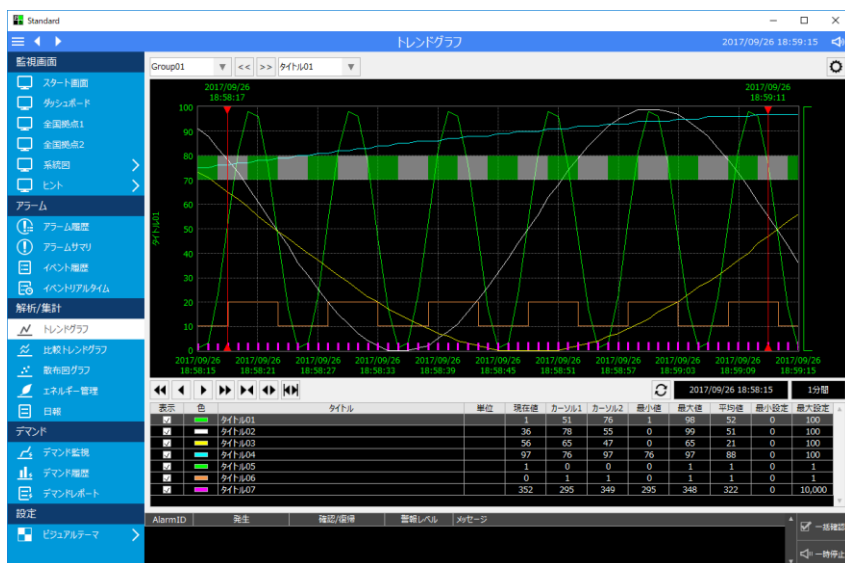 Standard
トレンドグラフ
2017/09/26 18:59:15
監視画面
スタート画面
ダッシュボード
全国拠点1
全国拠点2
系統図
ヒント
アラーム
アラーム履歴
アラームサマリ
イベント履歴
イベントリアルタイム
解析/集計
トレンドグラフ
比較トレンドグラフ
散布図グラフ
エネルギー管理
日報
デマンド
デマンド監視
デマンド履歴
デマンドレポート
設定
ビジュアルテーマ
Group01 << >> タイトル01
2017/09/26 2017/09/26
18:58:17 18:59:11
100
90
80
70
60
50
40
30
20
10
0
タイトル01
2017/09/26 2017/09/26 2017/09/26 2017/09/26 2017/09/26 2017/09/26 2017/09/26 2017/09/26 2017/09/26 2017/09/26 2017/09/26
18:58:15 18:58:21 18:58:27 18:58:33 18:58:39 18:58:45 18:58:51 18:58:57 18:59:03 18:59:09 18:59:15
2017/09/26 18:58:15 1分間
表示 色 タイトル 単位 現在値 カーソル1 カーソル2 最小値 最大値 平均値 最小設定 最大設定
タイトル01 1 51 76 1 98 52 0 100
タイトル02 36 78 55 0 99 51 0 100
タイトル03 56 65 47 0 65 21 0 100
タイトル04 97 76 97 76 97 88 0 100
タイトル05 1 0 0 0 1 1 0 1
タイトル06 0 1 1 0 1 1 0 1
タイトル07 352 295 349 295 348 322 0 10,000
AlarmID 発生 確認/復帰 警報レベル メッセージ
一括確認
一時停止